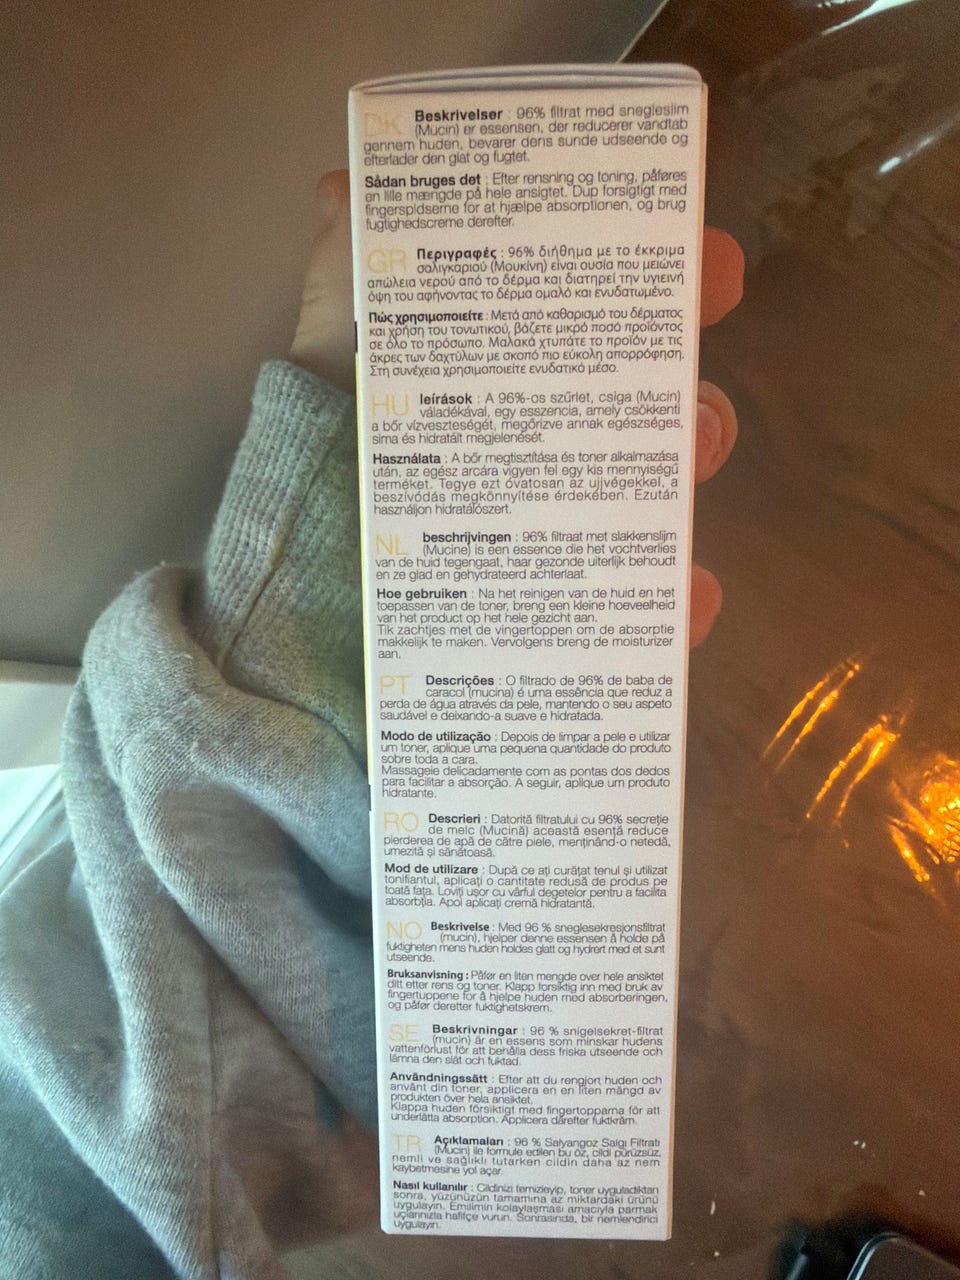 DK Beskrivelser : 96% filtrat med snegleslim
(Mucin) er essensen, der reducerer vandtab
gennem huden, bevarer dens sunde udseende og
efterlader den glat og fugtet.
Sådan bruges det : Efter rensning og toning, påføres
en lille mængde på hele ansigtet. Dup forsigtigt med
fingerspidserne for at hjælpe absorptionen, og brug
fugtighedscreme derefter.
GR Περιγραφές : 96% διήθημα με το έκκριμα
σαλιγκαριού (Μουκίνη) είναι ουσία που μειώνει
απώλεια νερού από το δέρμα και διατηρεί την υγιεινή
όψη του αφήνοντας το δέρμα ομαλό και ενυδατωμένο.
Πώς χρησιμοποιείτε : Μετά από καθαρισμό του δέρματος
και χρήση του τονωτικού, βάζετε μικρό ποσό προϊόντος
σε όλο το πρόσωπο. Μαλακά χτυπάτε το προϊόν με τις
άκρες των δαχτύλων με σκοπό πιο εύκολη απορρόφηση.
Στη συνέχεια χρησιμοποιείτε ενυδατικό μέσο.
HU leírások : A 96%-os szűrlet, csiga (Mucin)
váladékával, egy esszencia, amely csökkenti
a bőr vízveszteségét, megőrizve annak egészséges,
sima és hidratált megjelenését.
Használata : A bőr megtisztítása és toner alkalmazása
után, az egész arcára vigyen fel egy kis mennyiségű
terméket. Tegye ezt óvatosan az ujjvégekkel, a
beszívódás megkönnyítése érdekében. Ezután
használjon hidratálószert.
NL beschrijvingen : 96% filtraat met slakkenslijm
(Mucine) is een essence die het vochtverlies
van de huid tegengaat, haar gezonde uiterlijk behoudt
en ze glad en gehydrateerd achterlaat.
Hoe gebruiken : Na het reinigen van de huid en het
toepassen van de toner, breng een kleine hoeveelheid
van het product op het hele gezicht aan.
Tik zachtjes met de vingertoppen om de absorptie
makkelijk te maken. Vervolgens breng de moisturizer
aan.
PT Descrições : O filtrado de 96% de baba de
caracol (mucina) é uma essência que reduz a
perda de água através da pele, mantendo o seu aspeto
saudável e deixando-a suave e hidratada.
Modo de utilização : Depois de limpar a pele e utilizar
um toner, aplique uma pequena quantidade do produto
sobre toda a cara.
Massageie delicadamente com as pontas dos dedos
para facilitar a absorção. A seguir, aplique um produto
hidratante.
RO Descrieri : Datorită filtratului cu 96% secreție
de melc (Mucină) această esență reduce
pierderea de apă de către piele, menținând-o netedă,
umezită și sănătoasă.
Mod de utilizare : După ce ați curățat tenul și utilizat
tonifiantul, aplicați o cantitate redusă de produs pe
toată fața. Loviți ușor cu vârful degetelor pentru a facilita
absorbția. Apoi aplicați cremă hidratantă.
NO Beskrivelse : Med 96 % sneglesekresjonsfiltrat
(mucin), hjelper denne essensen å holde på
fuktigheten mens huden holdes glatt og hydrert med et sunt
utseende.
Bruksanvisning : Påfør en liten mengde over hele ansiktet
ditt etter rens og toner. Klapp forsiktig inn med bruk av
fingertuppene for å hjelpe huden med absorberingen,
og påfør deretter fuktighetskrem.
SE Beskrivningar : 96 % snigelsekret-filtrat
(mucin) är en essens som minskar hudens
vattenförlust för att behålla dess friska utseende och
lämna den slät och fuktad.
Användningssätt : Efter att du rengjort huden och
använt din toner, applicera en en liten mängd av
produkten över hela ansiktet.
Klappa huden försiktigt med fingertopparna för att
underlätta absorption. Applicera därefter fuktkräm.
TR Açıklamaları : 96 % Salyangoz Salgı Filtratı
(Mucin) ile formule edilen bu öz, cildi pürüzsüz,
nemli ve sağlıklı tutarken cildin daha az nem
kaybetmesine yol açar.
Nasıl kullanılır : Cildinizi temizleyip, toner uyguladıktan
sonra, yüzünüzün tamamına az miktardaki ürünü
uygulayın. Emilimin kolaylaşması amacıyla parmak
uçlarınızla hafifçe vurun. Sonrasında, bir nemlendirici
uygulayın.